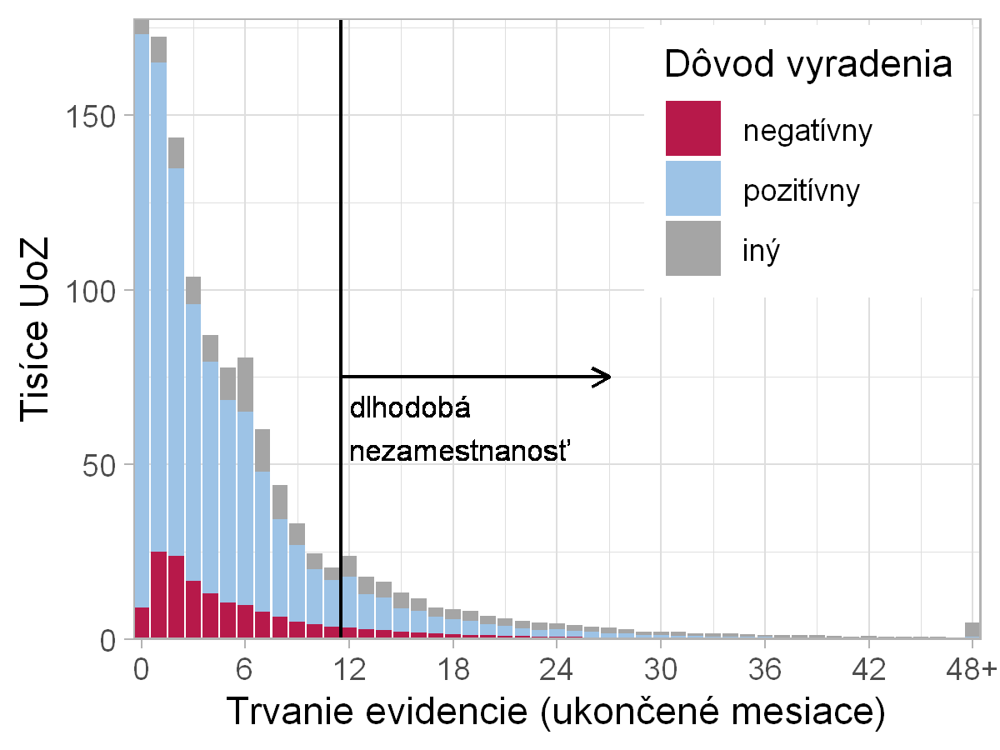 Dôvod vyradenia
negatívny
pozitívny
iný
Tisíce UoZ
150
100
50
0
dlhodobá
nezamestnanosť
0 6 12 18 24 30 36 42 48+
Trvanie evidencie (ukončené mesiace)